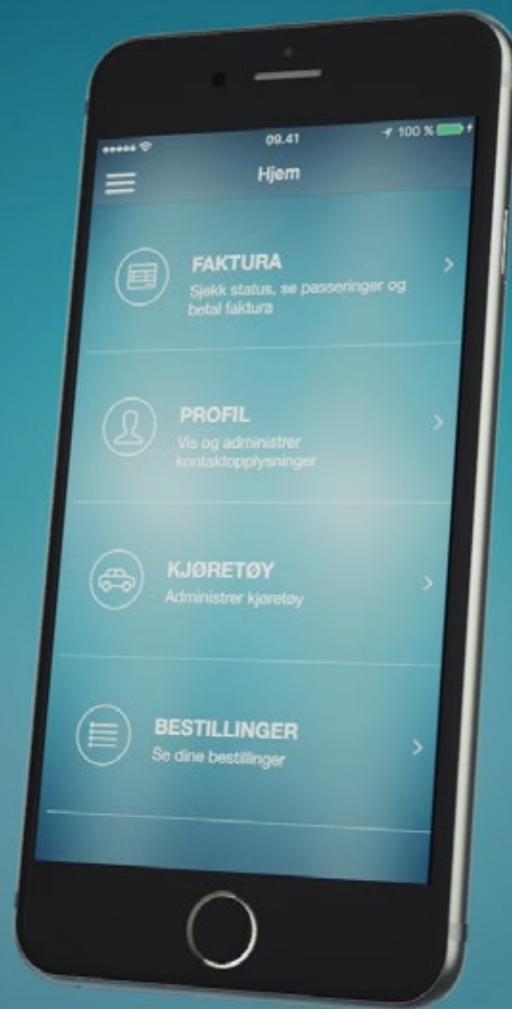 09.41
100 %
Hjem
FAKTURA
Sjekk status, se passeringer og
betal faktura
PROFIL
Vis og administrer
kontaktopplysninger
KJØRETØY
Administrer kjøretøy
BESTILLINGER
Se dine bestillinger